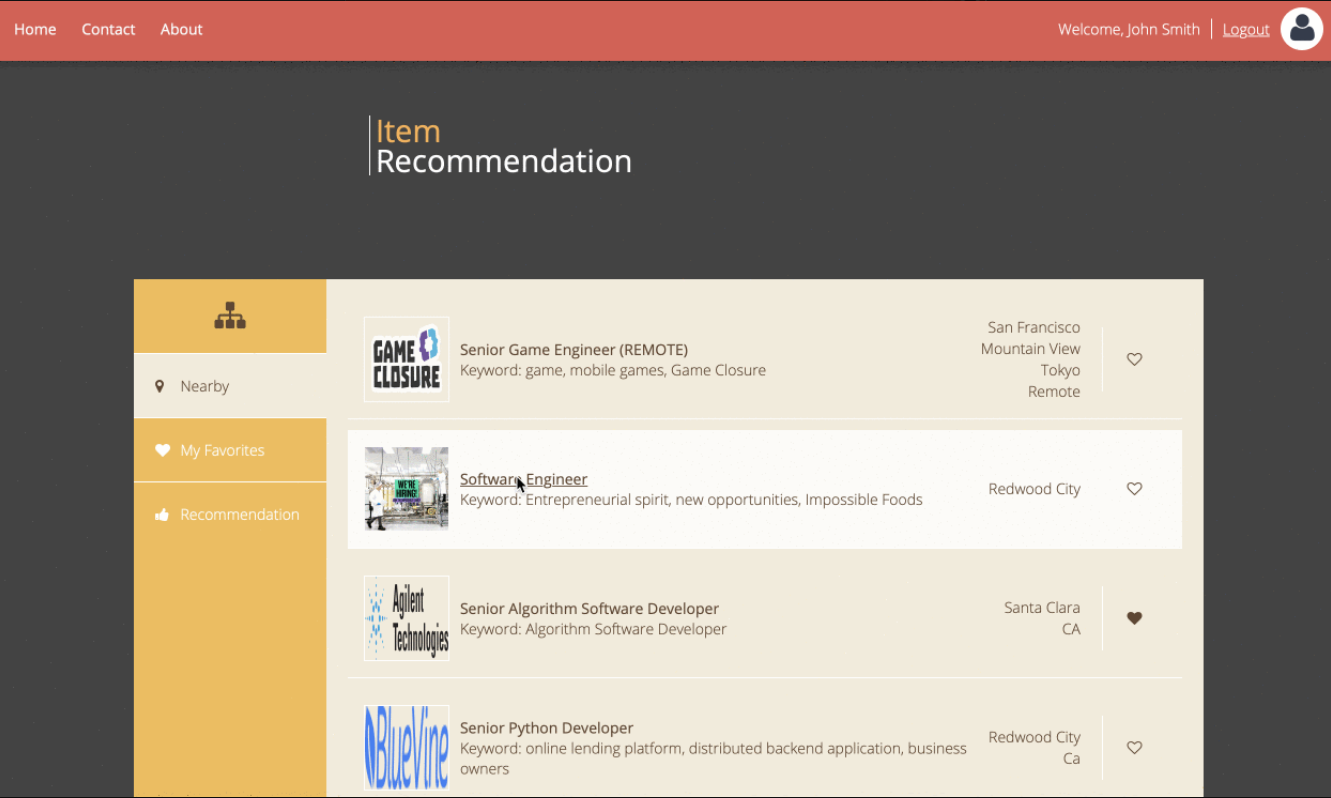 Home Contact About Welcome, John Smith Logout
Item
Recommendation
Nearby
My Favorites
Recommendation
GAME
CLOSURE
Senior Game Engineer (REMOTE)
Keyword: game, mobile games, Game Closure
San Francisco
Mountain View
Tokyo
Remote
WE'RE
HIRING!
Software Engineer
Keyword: Entrepreneurial spirit, new opportunities, Impossible Foods
Redwood City
Agilent
Technologies
Senior Algorithm Software Developer
Keyword: Algorithm Software Developer
Santa Clara
CA
BlueVine
Senior Python Developer
Keyword: online lending platform, distributed backend application, business
owners
Redwood City
Ca